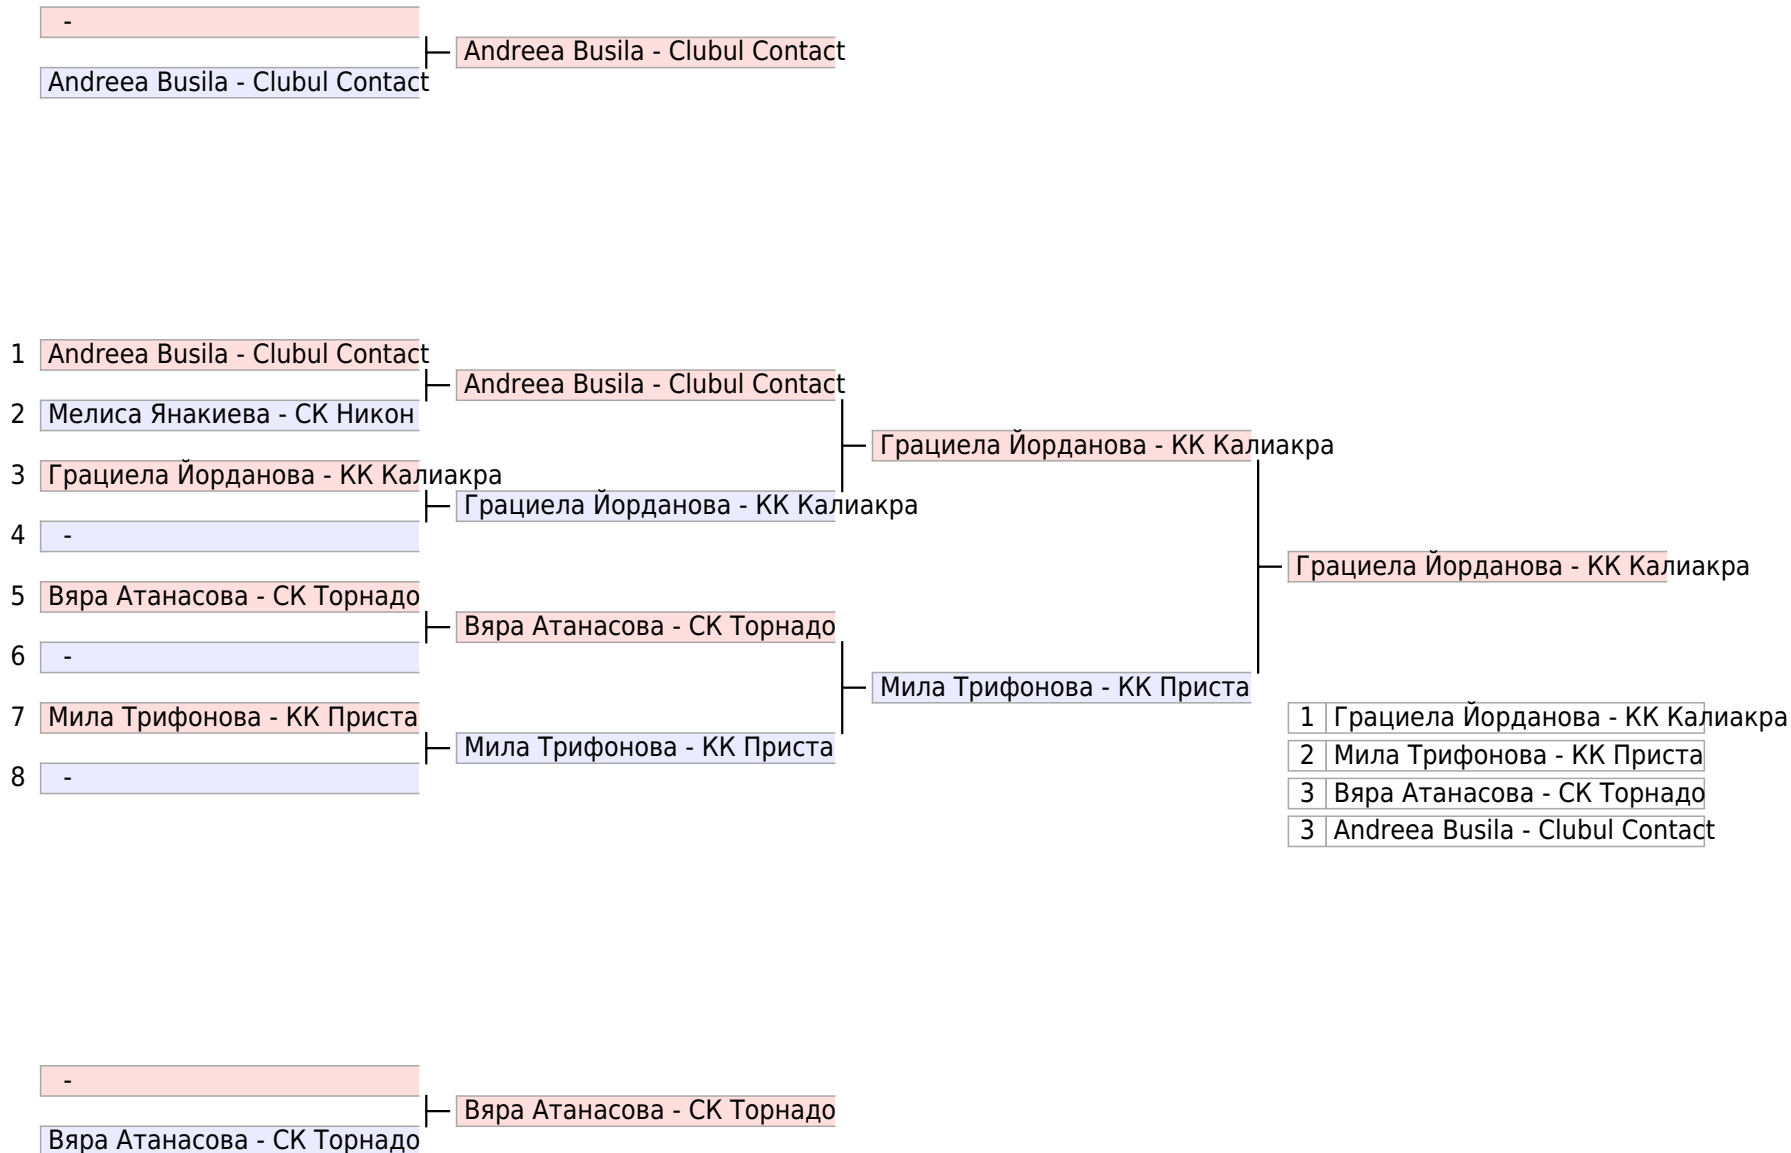 -
Andreea Busila - Clubul Contact
Andreea Busila - Clubul Contact
1 Andreea Busila - Clubul Contact
Andreea Busila - Clubul Contact
2 Мелиса Янакиева - СК Никон
Грациела Йорданова - КК Калиакра
3 Грациела Йорданова - КК Калиакра
Грациела Йорданова - КК Калиакра
4 -
Грациела Йорданова - КК Калиакра
5 Вяра Атанасова - СК Торнадо
Вяра Атанасова - СК Торнадо
6 -
Мила Трифонова - КК Приста
7 Мила Трифонова - КК Приста
1 Грациела Йорданова - КК Калиакра
Мила Трифонова - КК Приста
2 Мила Трифонова - КК Приста
8 -
3 Вяра Атанасова - СК Торнадо
3 Andreea Busila - Clubul Contact
-
Вяра Атанасова - СК Торнадо
Вяра Атанасова - СК Торнадо